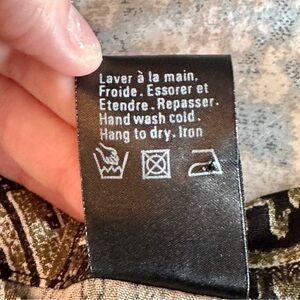 Laver à la main.
Froide. Essorer et
Etendre. Repasser.
Hand wash cold.
Hang to dry. Iron